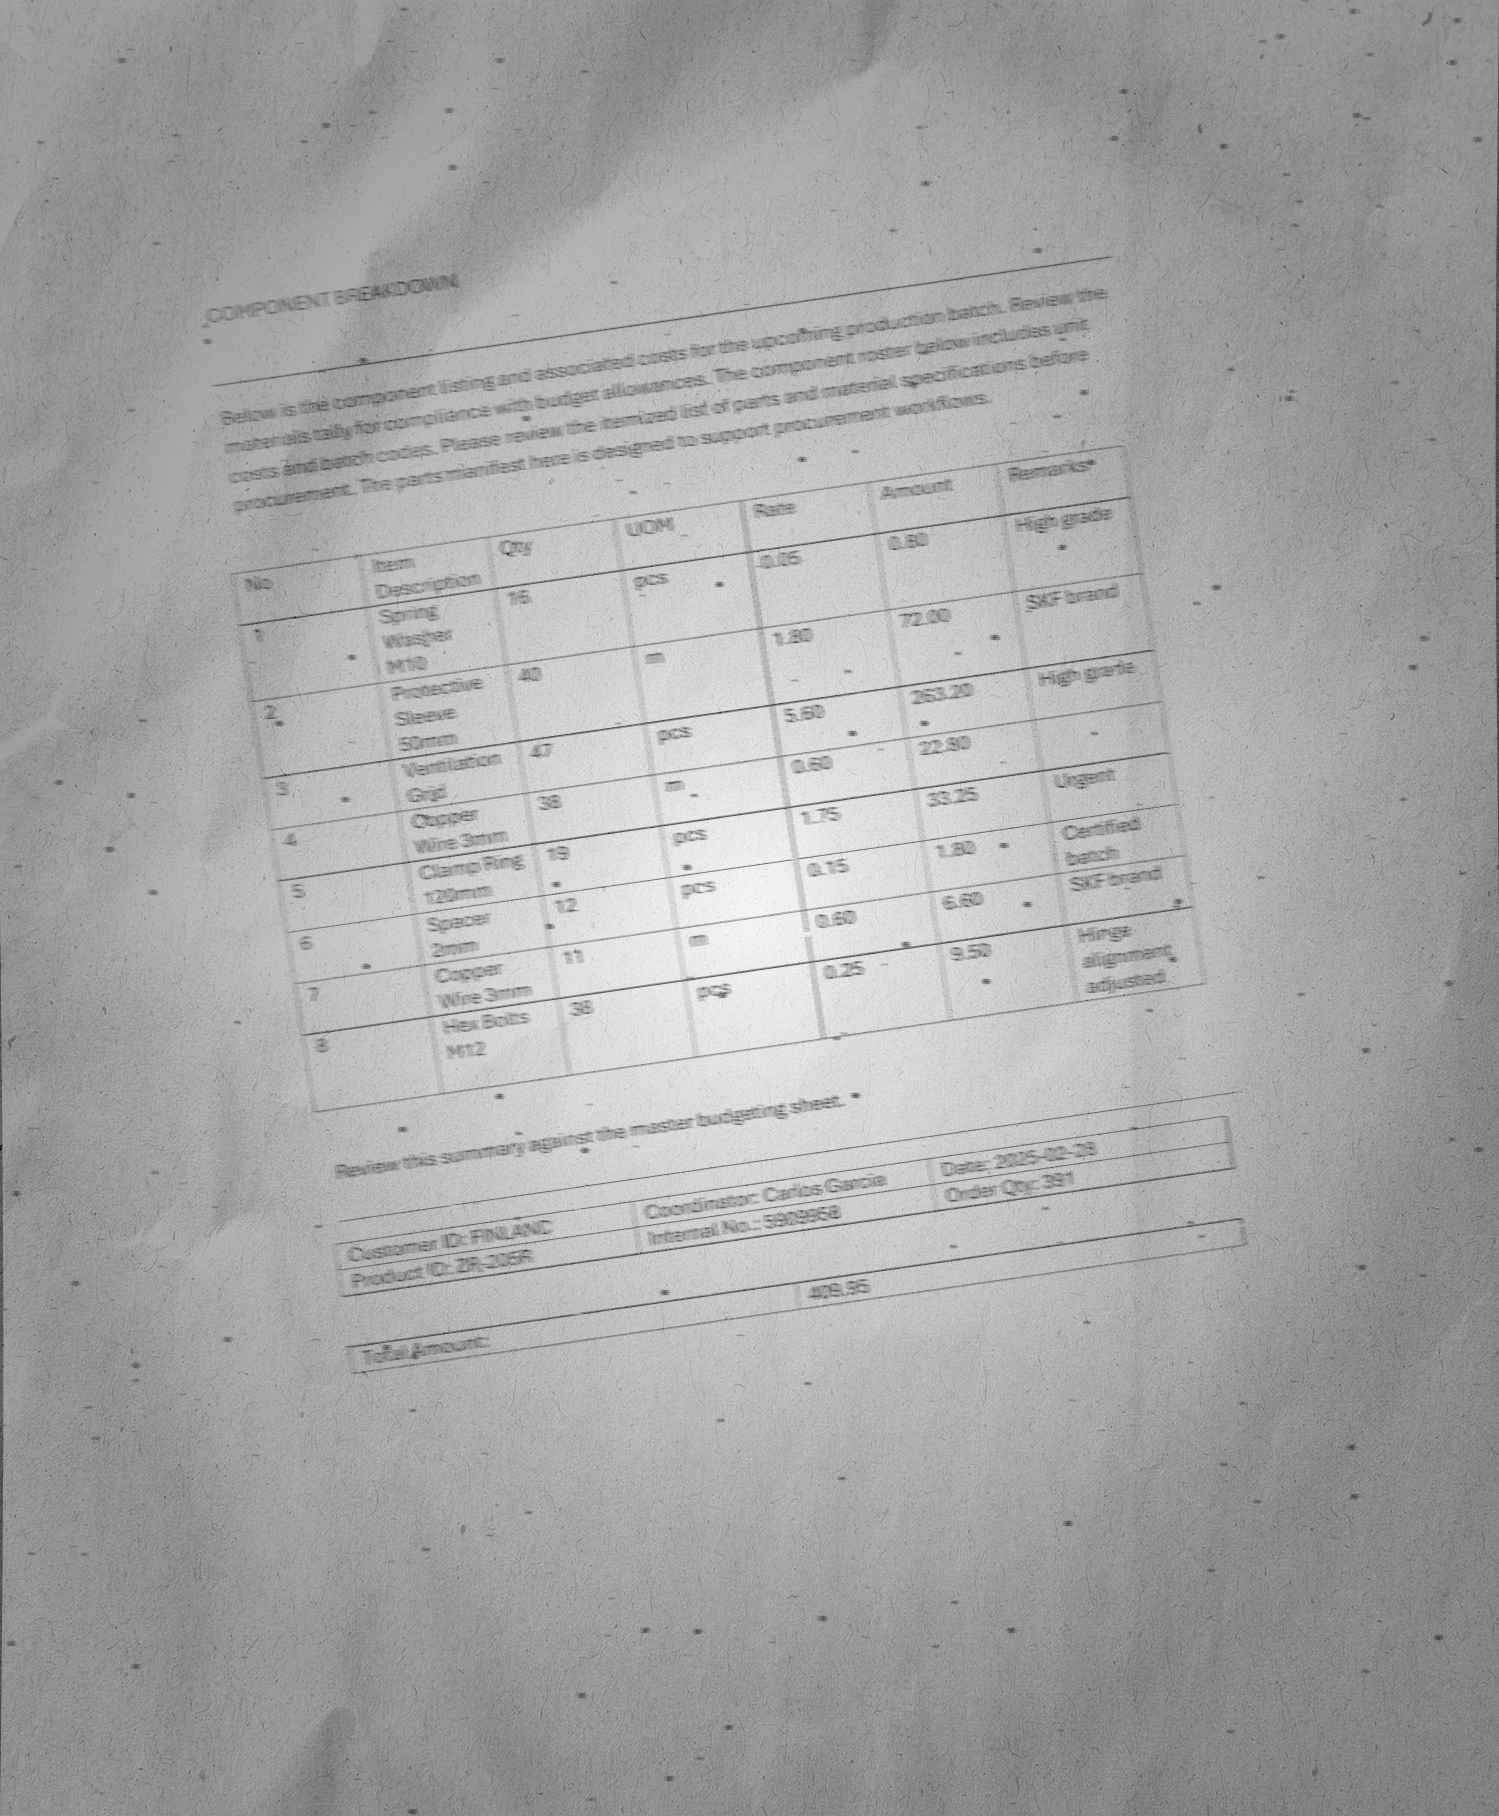 COMPONENT BREAKDOWN
Below is the component listing and associated costs for the upcoming production batch. Review the
materials tally for compliance with budget allowances. The component roster below includes unit
costs and batch codes. Please review the itemized list of parts and material specifications before
procurement. The parts manifest here is designed to support procurement workflows.
No Item Description Qty UOM Rate Amount Remarks
1 Spring Washer M10 16 pcs 0.05 0.80 High grade
2 Protective Sleeve 50mm 40 m 1.80 72.00 SKF brand
3 Ventilation Grid 47 pcs 5.60 263.20 High grade
4 Copper Wire 3mm 38 m 0.60 22.80 -
5 Clamp Ring 120mm 19 pcs 1.75 33.25 Urgent
6 Spacer 2mm 12 pcs 0.15 1.80 Certified batch
7 Copper Wire 3mm 11 m 0.60 6.60 SKF brand
8 Hex Bolts M12 38 pcs 0.25 9.50 Hinge alignment adjusted
Review this summary against the master budgeting sheet.
Customer ID: FINLAND Coordinator: Carlos Garcia Date: 2025-02-28
Product ID: Internal No.: Order Qty: 391
Total Amount: 409.95